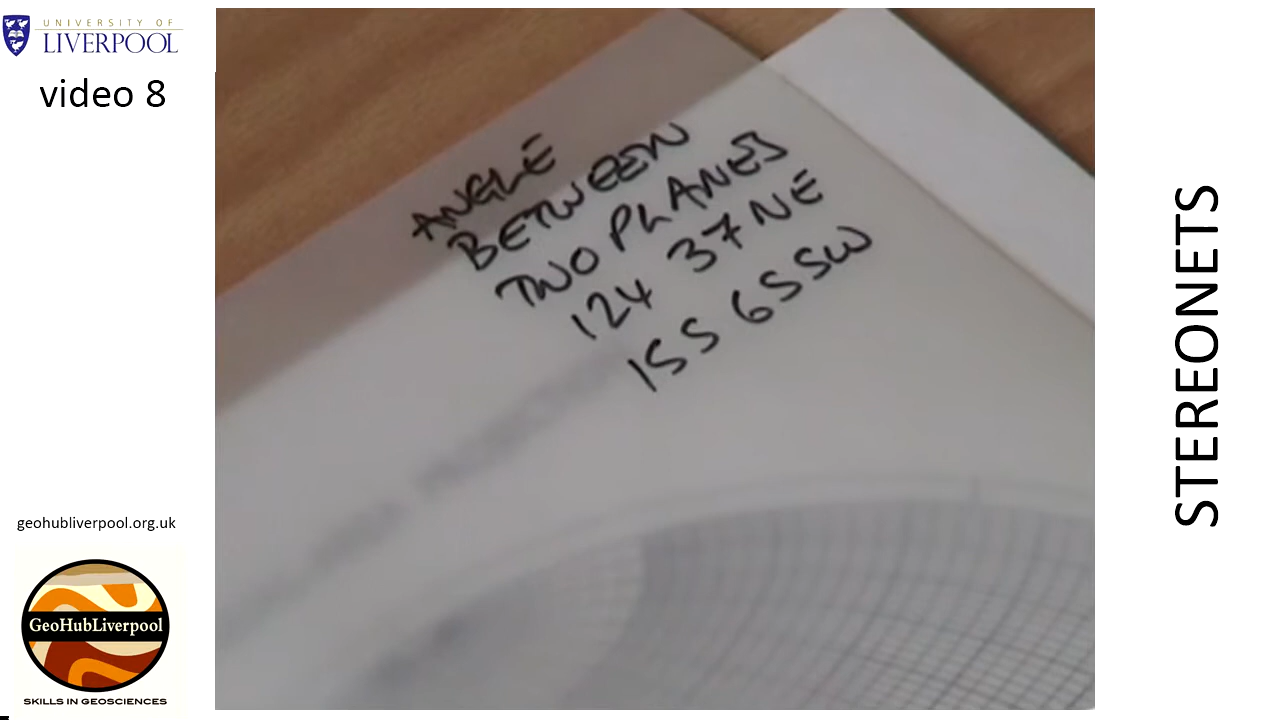 UNIVERSITY OF
LIVERPOOL
video 8
ANGLE
BETWEEN
TWO PLANES
124 37NE
155 65SW
STEREONETS
geohubliverpool.org.uk
GeoHubLiverpool
SKILLS IN GEOSCIENCES